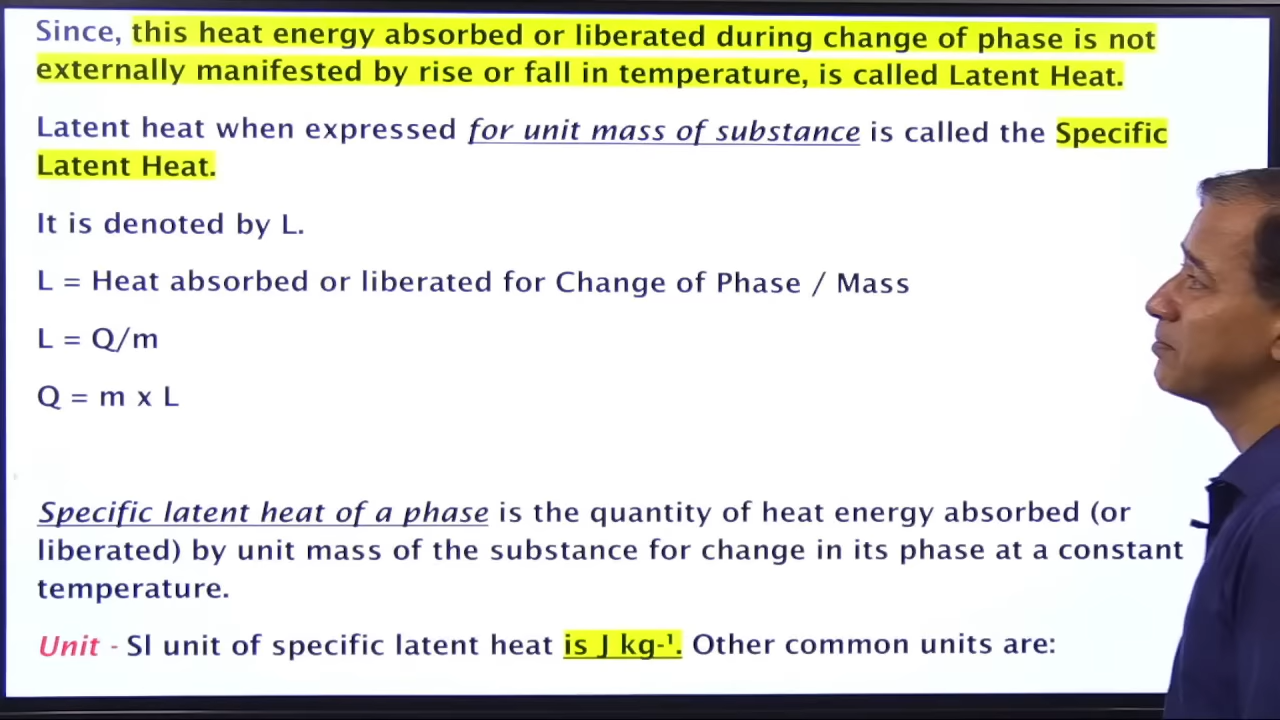 Since, this heat energy absorbed or liberated during change of phase is not
externally manifested by rise or fall in temperature, is called Latent Heat.
Latent heat when expressed for unit mass of substance is called the Specific
Latent Heat.
It is denoted by L.
L = Heat absorbed or liberated for Change of Phase / Mass
L = Q/m
Q = m x L
Specific latent heat of a phase is the quantity of heat energy absorbed (or
liberated) by unit mass of the substance for change in its phase at a constant
temperature.
Unit - SI unit of specific latent heat is J kg-¹. Other common units are: